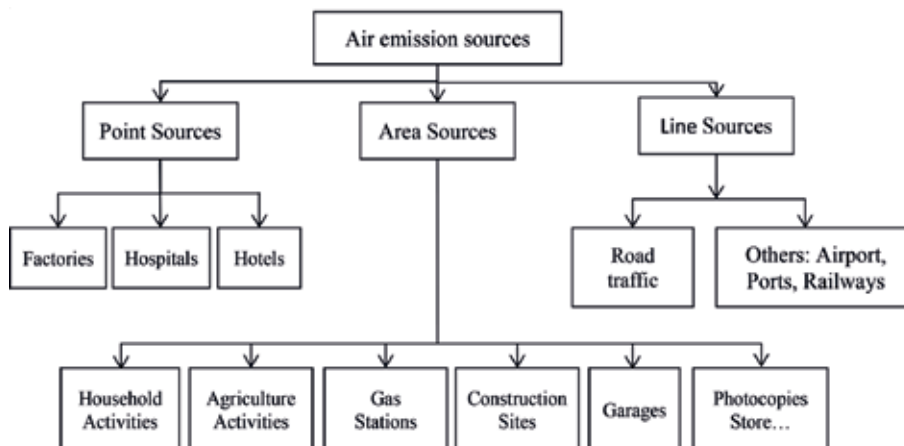 Air emission sources
Point Sources
Area Sources
Line Sources
Factories
Hospitals
Hotels
Road
traffic
Others: Airport,
Ports, Railways
Household
Activities
Agriculture
Activities
Gas
Stations
Construction
Sites
Garages
Photocopies
Store...